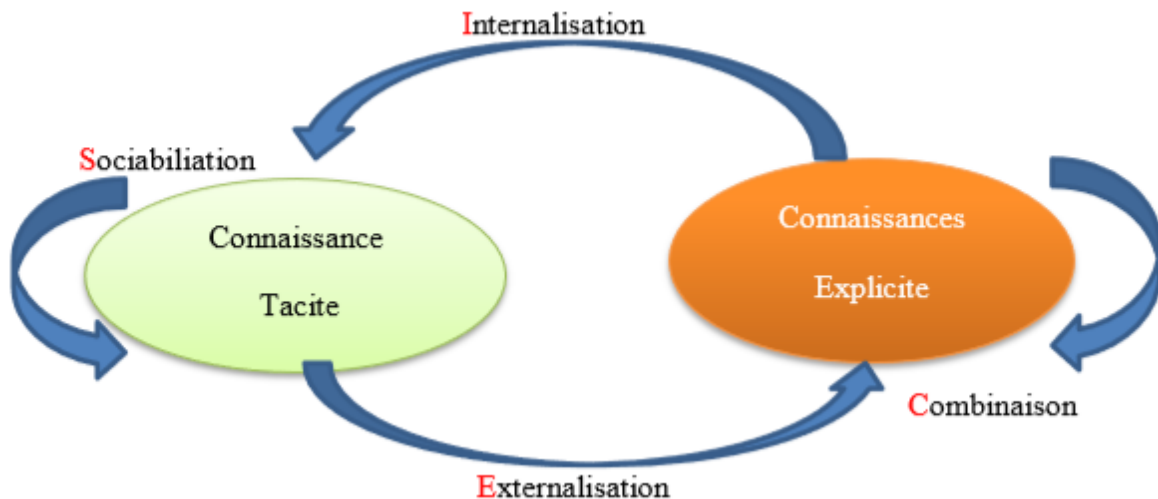 Internalisation
Sociabiliation
Connaissance
Tacite
Connaissances
Explicite
Combinaison
Externalisation